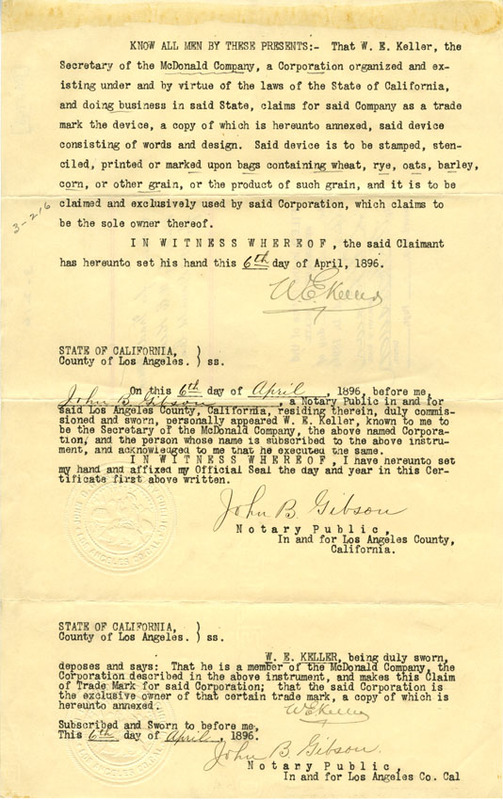 KNOW ALL MEN BY THESE PRESENTS:- That W. E. Keller, the
Secretary of the McDonald Company, a Corporation organized and ex-
isting under and by virtue of the laws of the State of California,
and doing business in said State, claims for said Company as a trade
mark the device, a copy of which is hereunto annexed, said device
consisting of words and design. Said device is to be stamped, sten-
ciled, printed or marked upon bags containing wheat, rye, oats, barley,
corn, or other grain, or the product of such grain, and it is to be
claimed and exclusively used by said Corporation, which claims to
be the sole owner thereof.
3-216
IN WITNESS WHEREOF, the said Claimant
has hereunto set his hand this 6th day of April, 1896.
W. E. Keller
STATE OF CALIFORNIA, )
County of Los Angeles. ) ss.
On this 6th day of April, 1896, before me
John B Gibson, a Notary Public in and for
said Los Angeles County, California, residing therein, duly commis-
sioned and sworn, personally appeared W. E. Keller, known to me to
be the Secretary of the McDonald Company, the above named Corpora-
tion, and the person whose name is subscribed to the above instru-
ment, and acknowledged to me that he executed the same.
IN WITNESS WHEREOF, I have hereunto set
my hand and affixed my Official Seal the day and year in this Cer-
tificate first above written.
John B Gibson
Notary Public,
In and for Los Angeles County,
California.
STATE OF CALIFORNIA, )
County of Los Angeles. ) ss.
W. E. KELLER, being duly sworn,
deposes and says: That he is a member of the McDonald Company, the
Corporation described in the above instrument, and makes this Claim
of Trade Mark for said Corporation; that the said Corporation is
the exclusive owner of that certain trade mark, a copy of which is
hereunto annexed.
W E Keller
Subscribed and Sworn to before me
This 6th day of April, 1896.
John B. Gibson.
Notary Public,
In and for Los Angeles Co. Cal